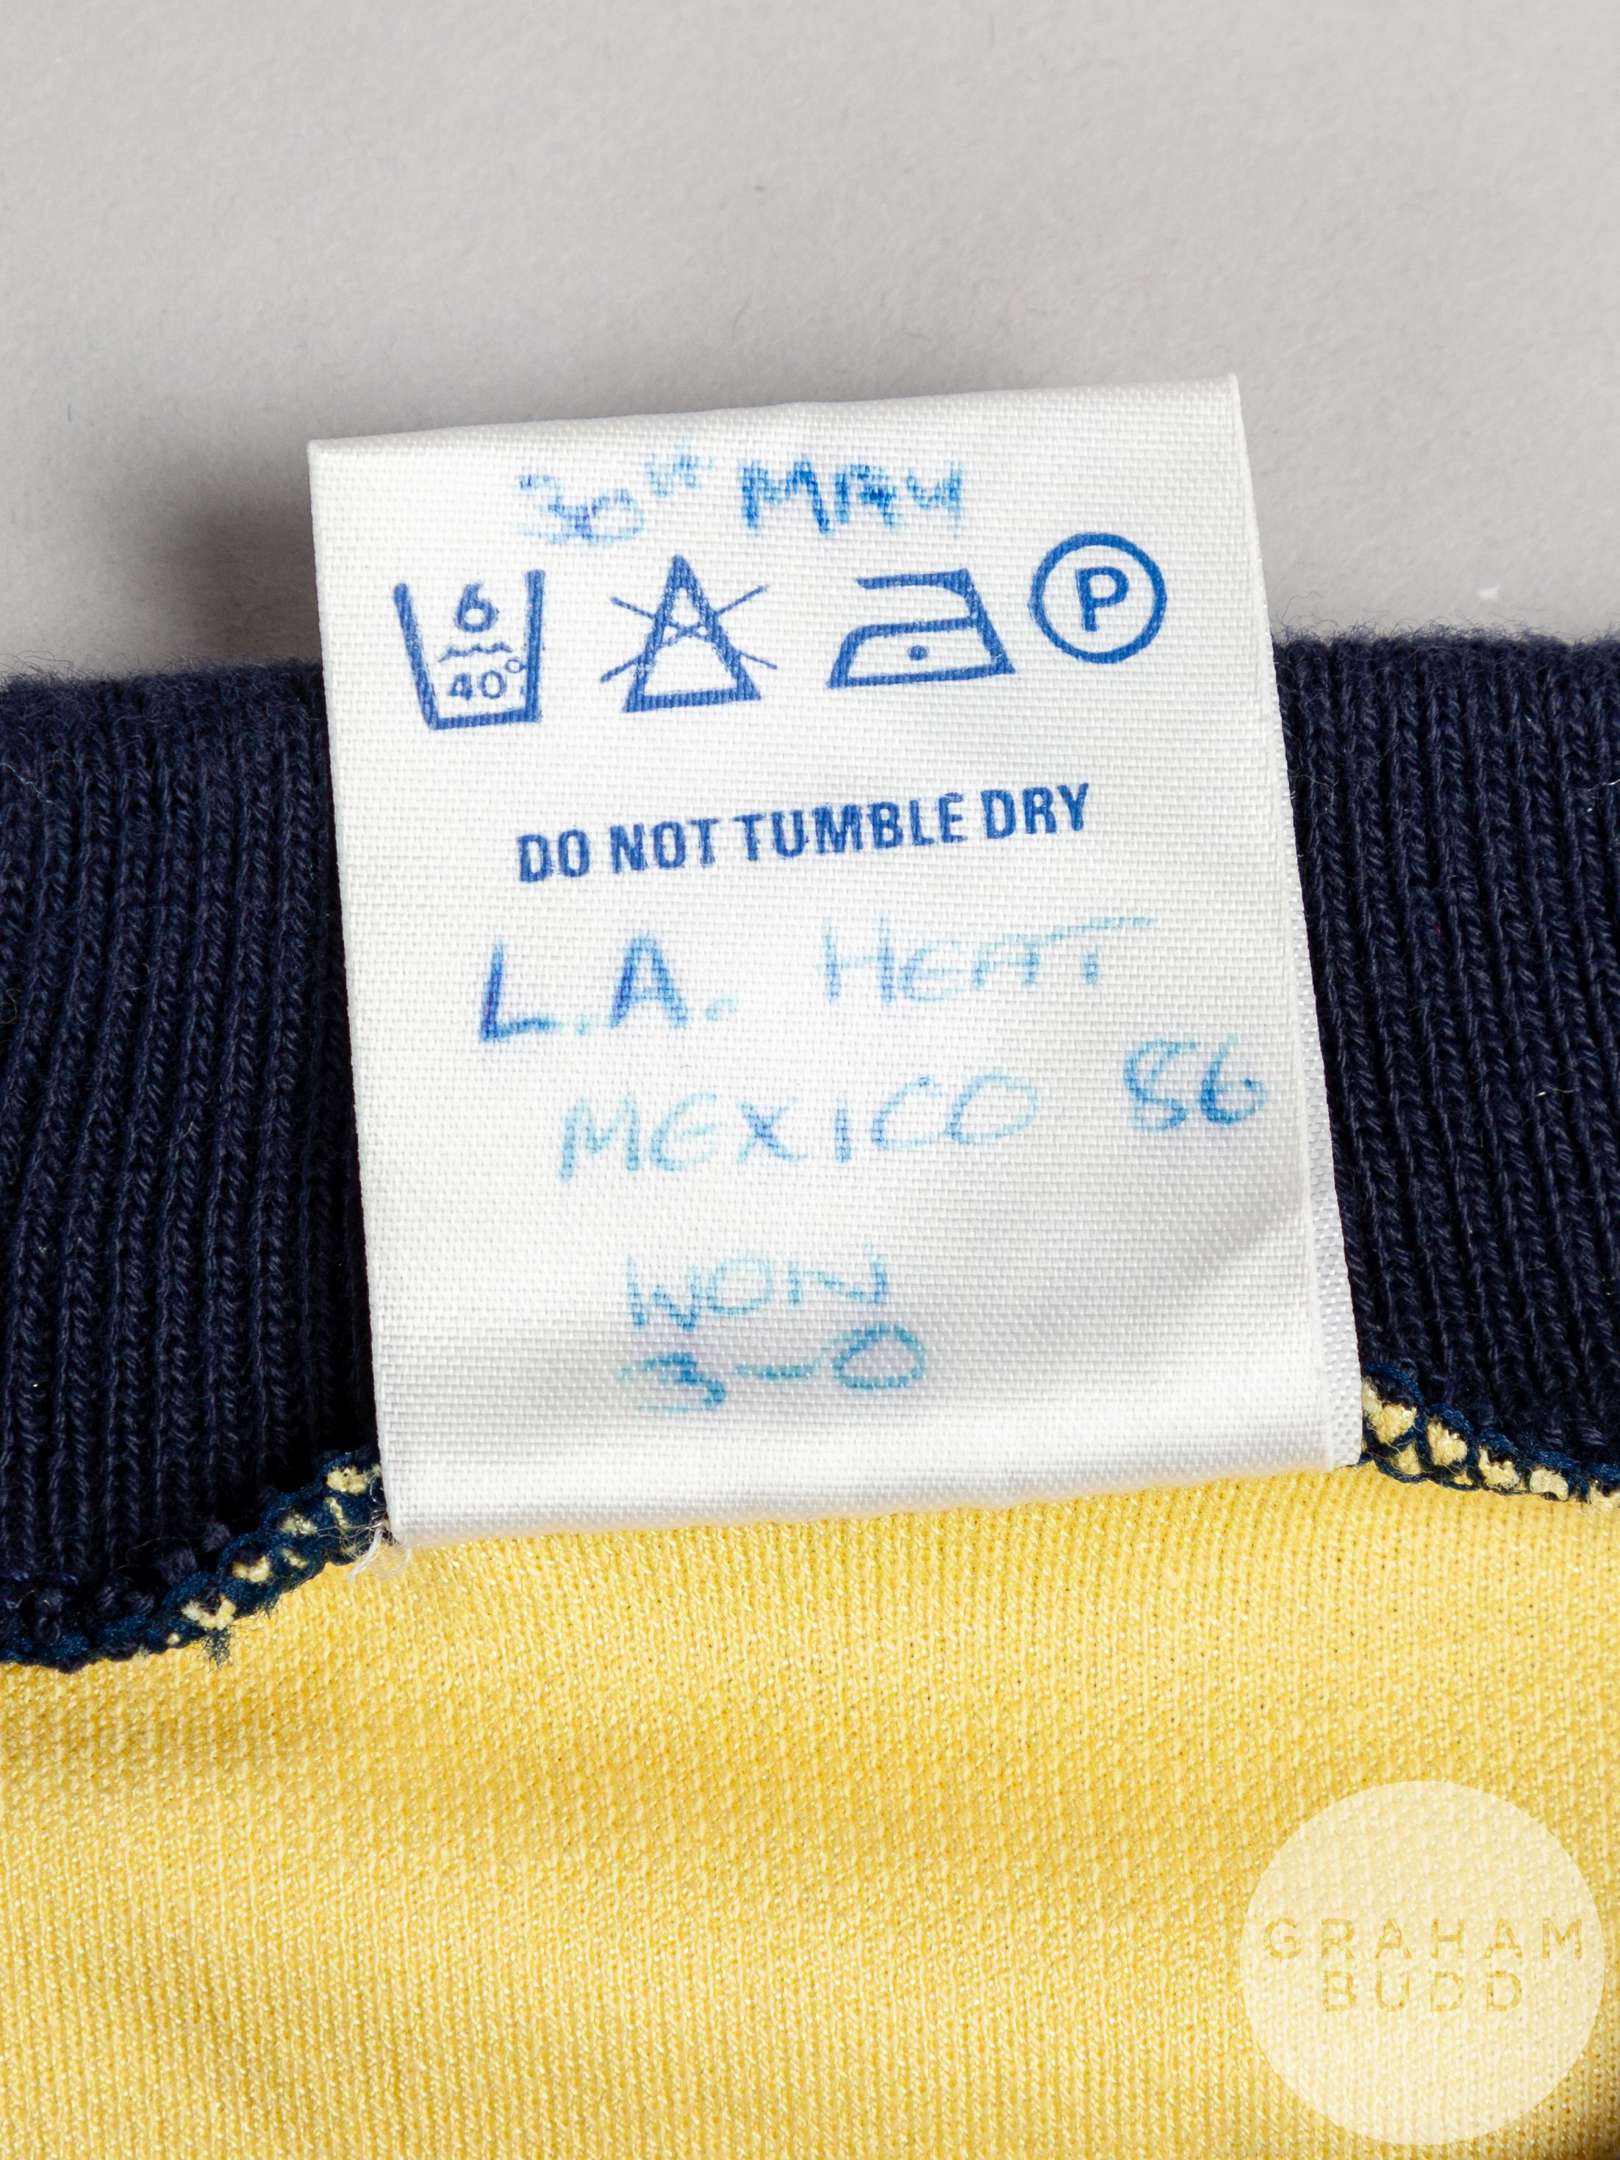 30TH MAY
6
40°
P
DO NOT TUMBLE DRY
L.A. HEAT
MEXICO 86
WON
3-0
GRAHAM
BUDD